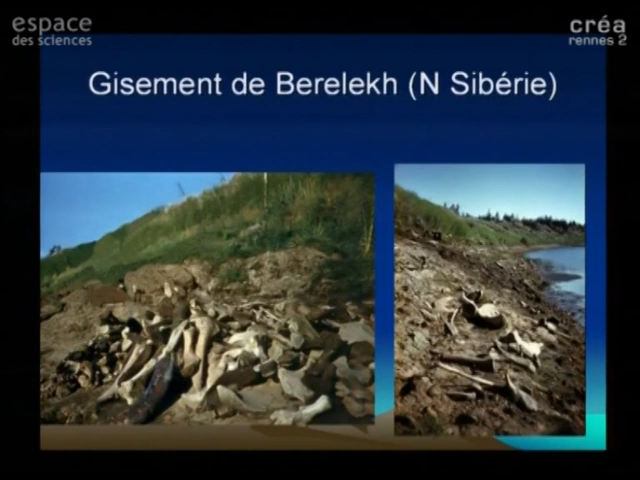 espace
des sciences
créa
rennes 2
Gisement de Berelekh (N Sibérie)